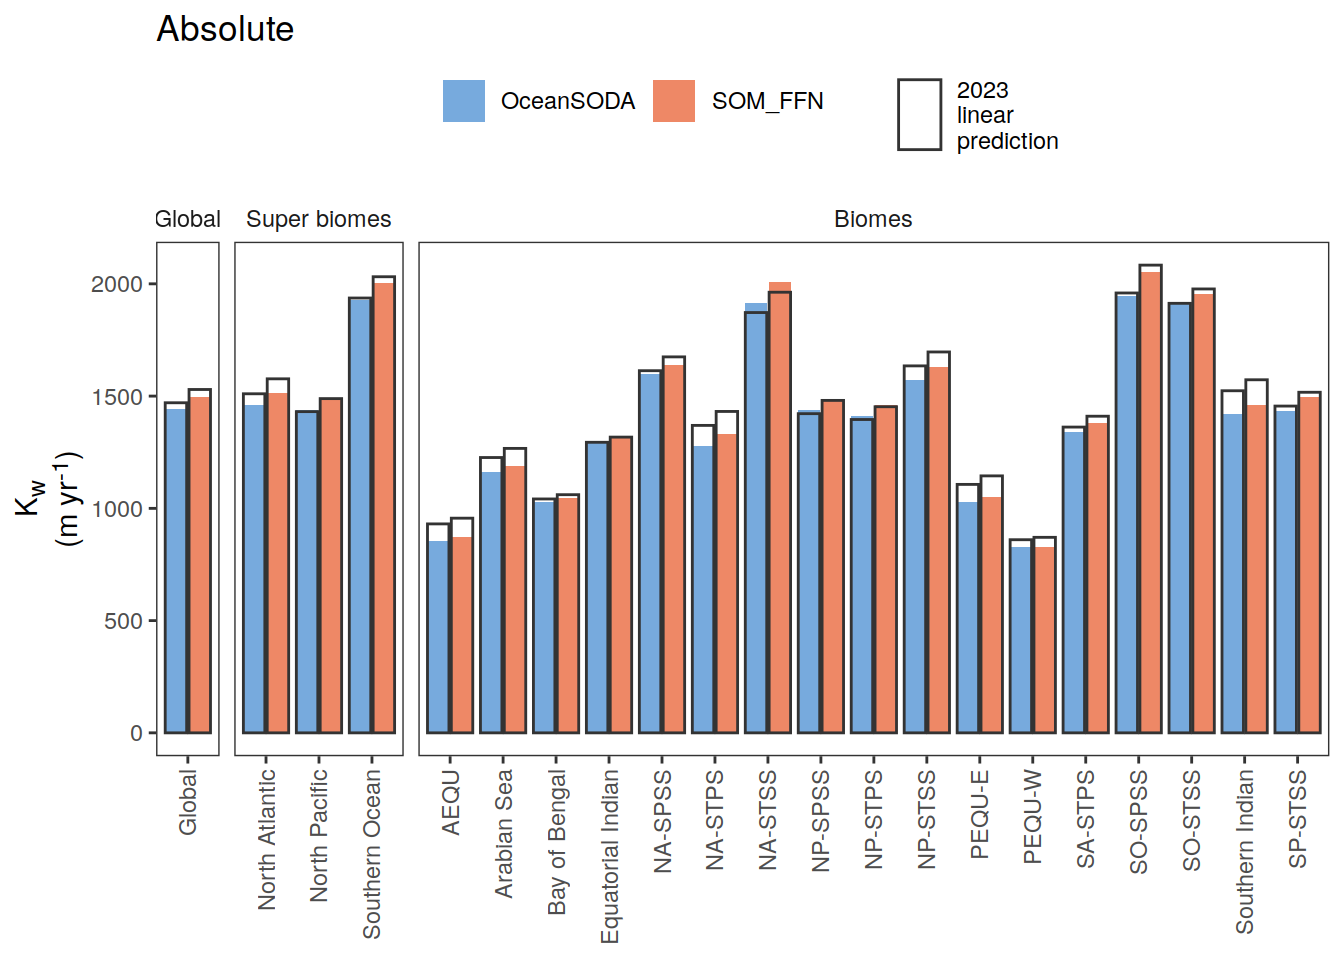 Absolute
OceanSODA
SOM_FFN
2023
linear
prediction
Global
Super biomes
Biomes
Kw
(m yr-1)
2000
1500
1000
500
0
Global
North Atlantic
North Pacific
Southern Ocean
AEQU
Arabian Sea
Bay of Bengal
Equatorial Indian
NA-SPSS
NA-STPS
NA-STSS
NP-SPSS
NP-STPS
NP-STSS
PEQU-E
PEQU-W
SA-STPS
SO-SPSS
SO-STSS
Southern Indian
SP-STSS